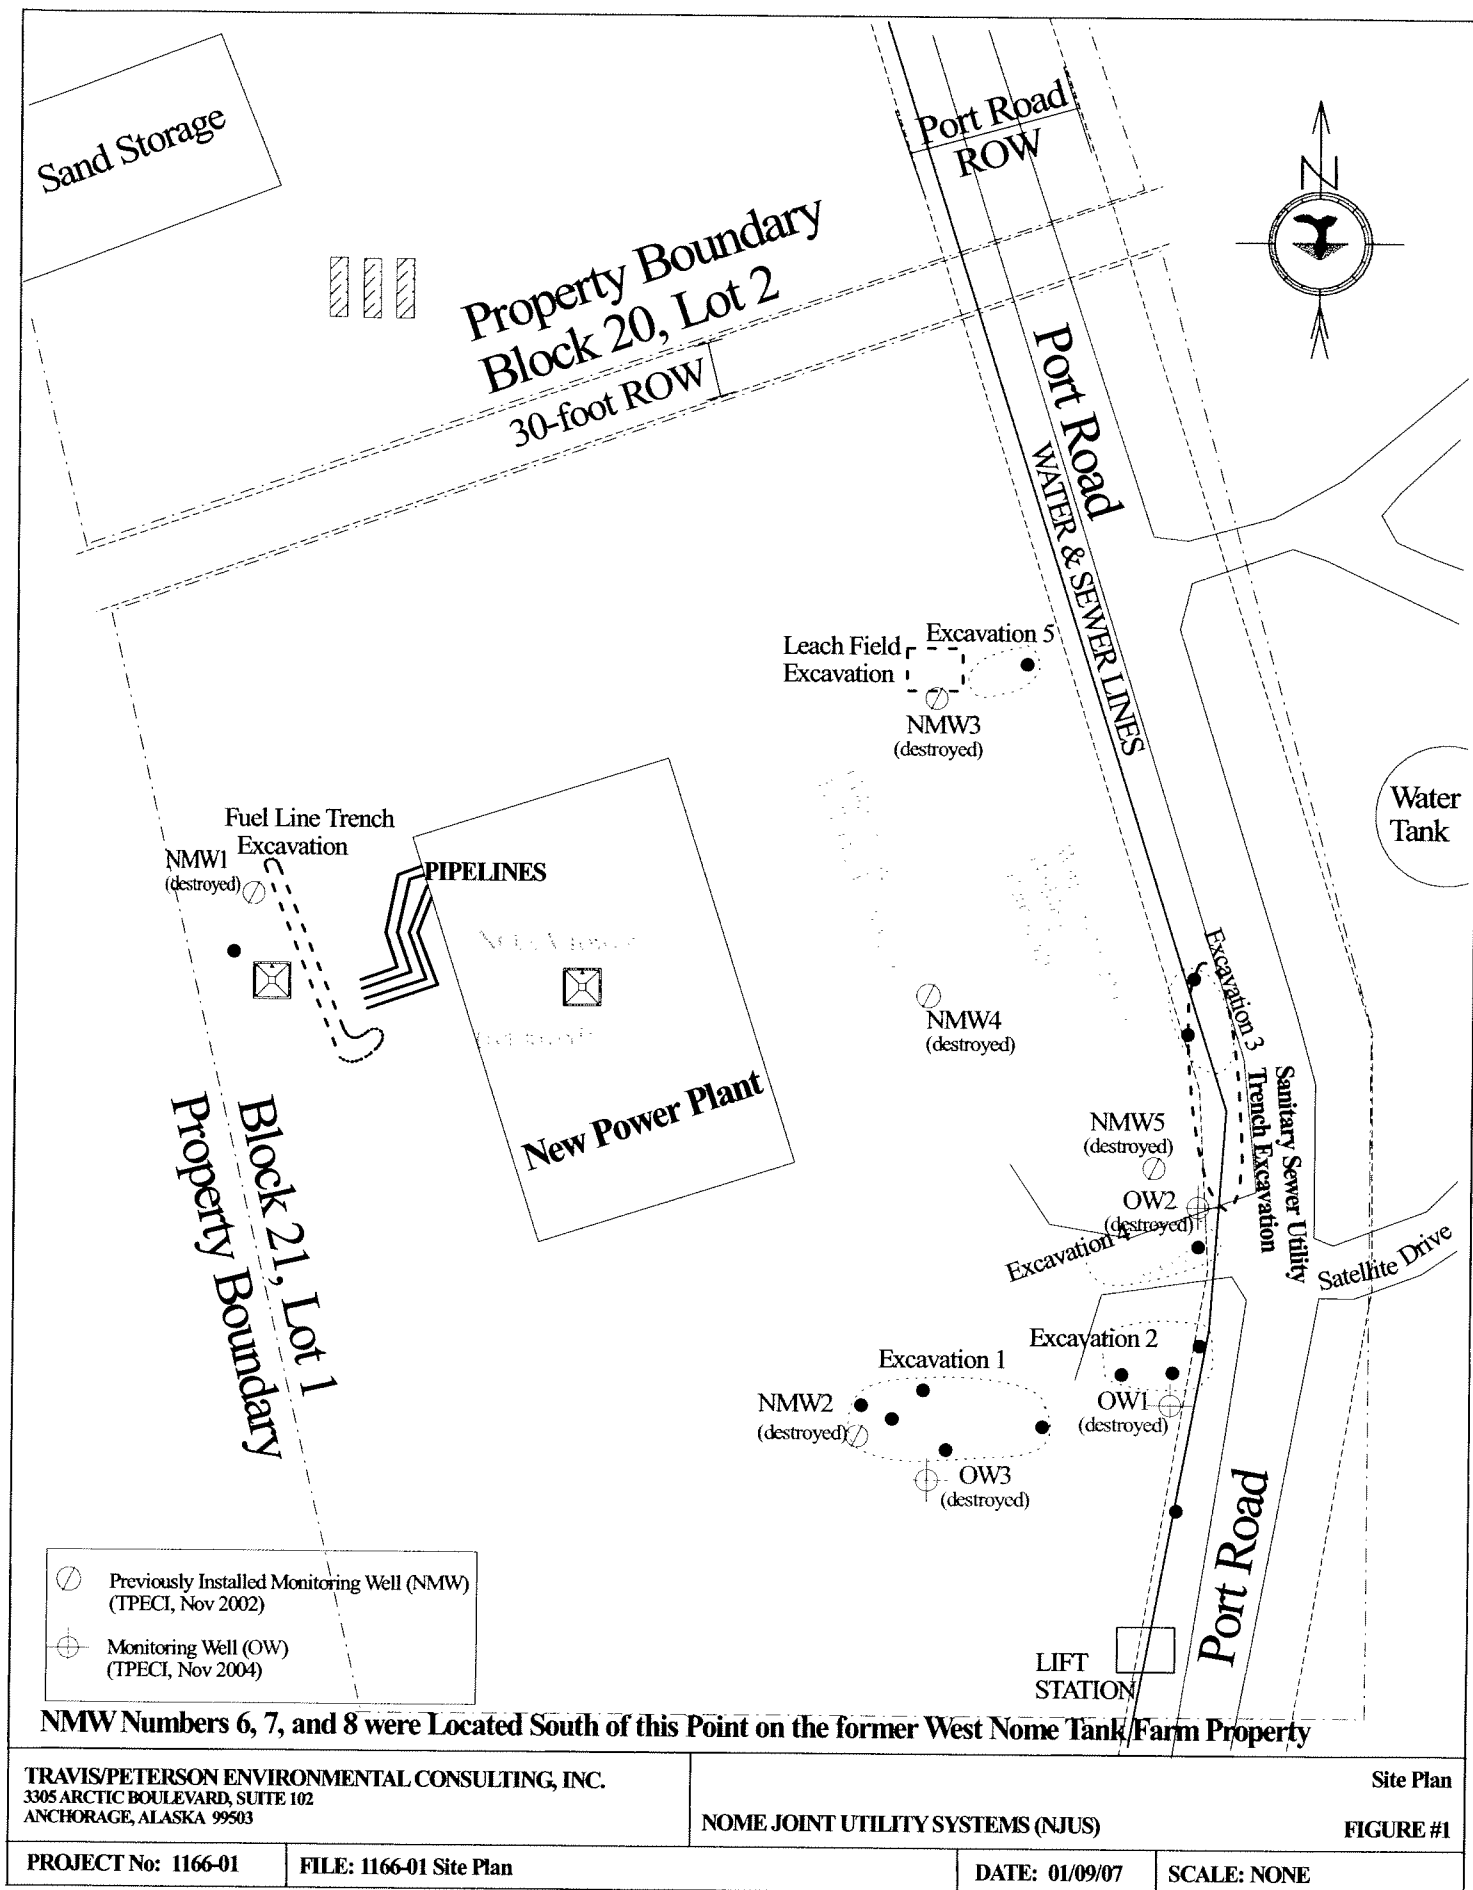 Sand Storage
Port Road
ROW
N
Property Boundary
Block 20, Lot 2
30-foot ROW
Port Road
WATER & SEWER LINES
Leach Field
Excavation
Excavation 5
NMW3
(destroyed)
Water
Tank
Fuel Line Trench
Excavation
NMW1
(destroyed)
PIPELINES
NMW4
(destroyed)
Excavation 3
Sanitary Sewer Utility
Trench Excavation
New Power Plant
NMW5
(destroyed)
OW2
(destroyed)
Excavation 4
Satellite Drive
Block 21, Lot 1
Property Boundary
Excavation 2
Excavation 1
NMW2
(destroyed)
OW1
(destroyed)
OW3
(destroyed)
Port Road
LIFT
STATION
Previously Installed Monitoring Well (NMW)
(TPECI, Nov 2002)
Monitoring Well (OW)
(TPECI, Nov 2004)
NMW Numbers 6, 7, and 8 were Located South of this Point on the former West Nome Tank Farm Property
TRAVIS/PETERSON ENVIRONMENTAL CONSULTING, INC.
3305 ARCTIC BOULEVARD, SUITE 102
ANCHORAGE, ALASKA 99503
NOME JOINT UTILITY SYSTEMS (NJUS)
Site Plan
FIGURE #1
PROJECT No: 1166-01
FILE: 1166-01 Site Plan
DATE: 01/09/07
SCALE: NONE